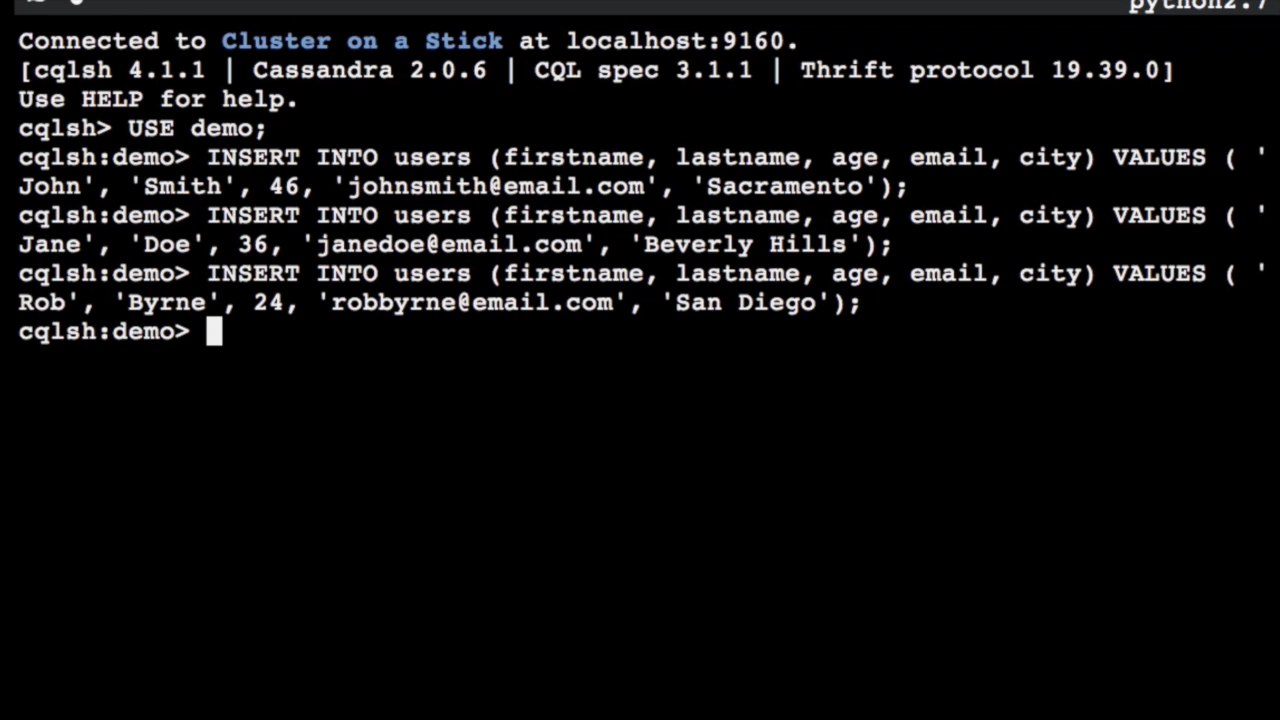 python2.7
Connected to Cluster on a Stick at localhost:9160.
[cqlsh 4.1.1 | Cassandra 2.0.6 | CQL spec 3.1.1 | Thrift protocol 19.39.0]
Use HELP for help.
cqlsh> USE demo;
cqlsh:demo> INSERT INTO users (firstname, lastname, age, email, city) VALUES ( '
John', 'Smith', 46, 'johnsmith@email.com', 'Sacramento');
cqlsh:demo> INSERT INTO users (firstname, lastname, age, email, city) VALUES ( '
Jane', 'Doe', 36, 'janedoe@email.com', 'Beverly Hills');
cqlsh:demo> INSERT INTO users (firstname, lastname, age, email, city) VALUES ( '
Rob', 'Byrne', 24, 'robbyrne@email.com', 'San Diego');
cqlsh:demo>